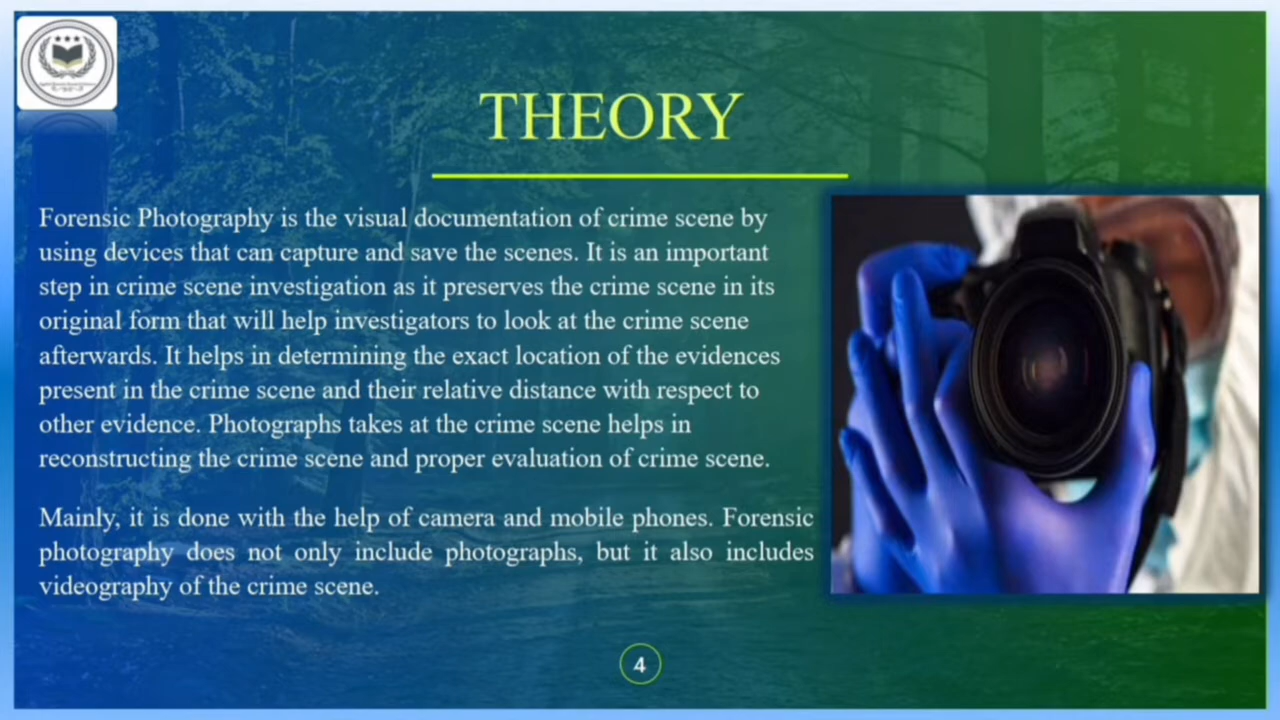 THEORY
Forensic Photography is the visual documentation of crime scene by
using devices that can capture and save the scenes. It is an important
step in crime scene investigation as it preserves the crime scene in its
original form that will help investigators to look at the crime scene
afterwards. It helps in determining the exact location of the evidences
present in the crime scene and their relative distance with respect to
other evidence. Photographs takes at the crime scene helps in
reconstructing the crime scene and proper evaluation of crime scene.
Mainly, it is done with the help of camera and mobile phones. Forensic
photography does not only include photographs, but it also includes
videography of the crime scene.
4